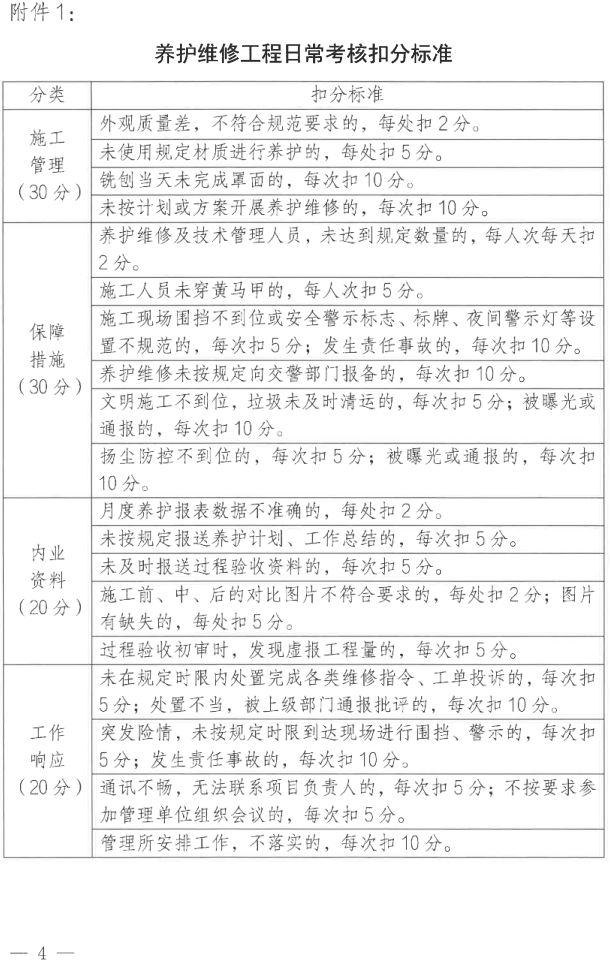 附件1：
养护维修工程日常考核扣分标准
分类
扣分标准
施工
管理
（30分）
外观质量差，不符合规范要求的，每处扣2分。
未使用规定材质进行养护的，每处扣5分。
铣刨当天未完成罩面的，每次扣10分。
未按计划或方案开展养护维修的，每次扣10分。
保障
措施
（30分）
养护维修及技术管理人员，未达到规定数量的，每人次每天扣
2分。
施工人员未穿黄马甲的，每人次扣5分。
施工现场围挡不到位或安全警示标志、标牌、夜间警示灯等设
置不规范的，每次扣5分；发生责任事故的，每次扣10分。
养护维修未按规定向交警部门报备的，每次扣10分。
文明施工不到位，垃圾未及时清运的，每次扣5分；被曝光或
通报的，每次扣10分。
扬尘防控不到位的，每次扣5分；被曝光或通报的，每次扣
10分。
内业
资料
（20分）
月度养护报表数据不准确的，每处扣2分。
未按规定报送养护计划、工作总结的，每次扣5分。
未及时报送过程验收资料的，每次扣5分。
施工前、中、后的对比图片不符合要求的，每处扣2分；图片
有缺失的，每处扣5分。
过程验收初审时，发现虚报工程量的，每次扣5分。
工作
响应
（20分）
未在规定时限内处置完成各类维修指令、工单投诉的，每次扣
5分；处置不当，被上级部门通报批评的，每次扣10分。
突发险情，未按规定时限到达现场进行围挡、警示的，每次扣
5分；发生责任事故的，每次扣10分。
通讯不畅，无法联系项目负责人的，每次扣5分；不按要求参
加管理单位组织会议的，每次扣5分。
管理所安排工作，不落实的，每次扣10分。
— 4 —